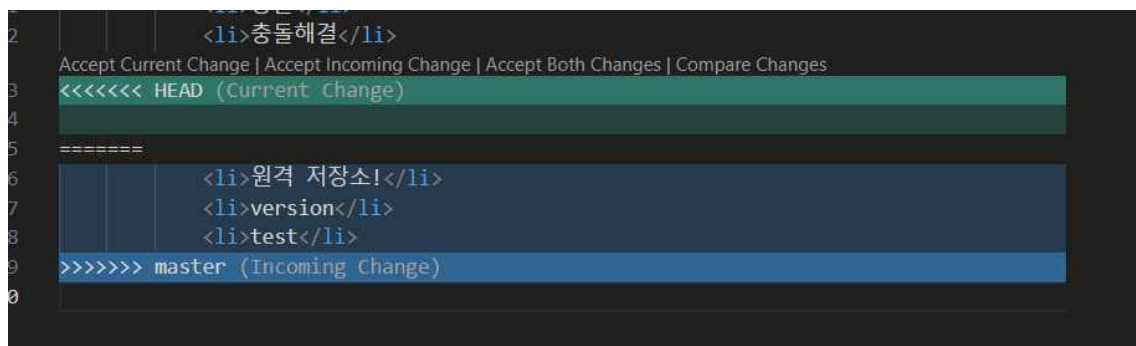 2 <li>충돌해결</li>
Accept Current Change | Accept Incoming Change | Accept Both Changes | Compare Changes
3 <<<<<<< HEAD (Current Change)
4
5 =======
6 <li>원격 저장소!</li>
7 <li>version</li>
8 <li>test</li>
9 >>>>>>> master (Incoming Change)
0